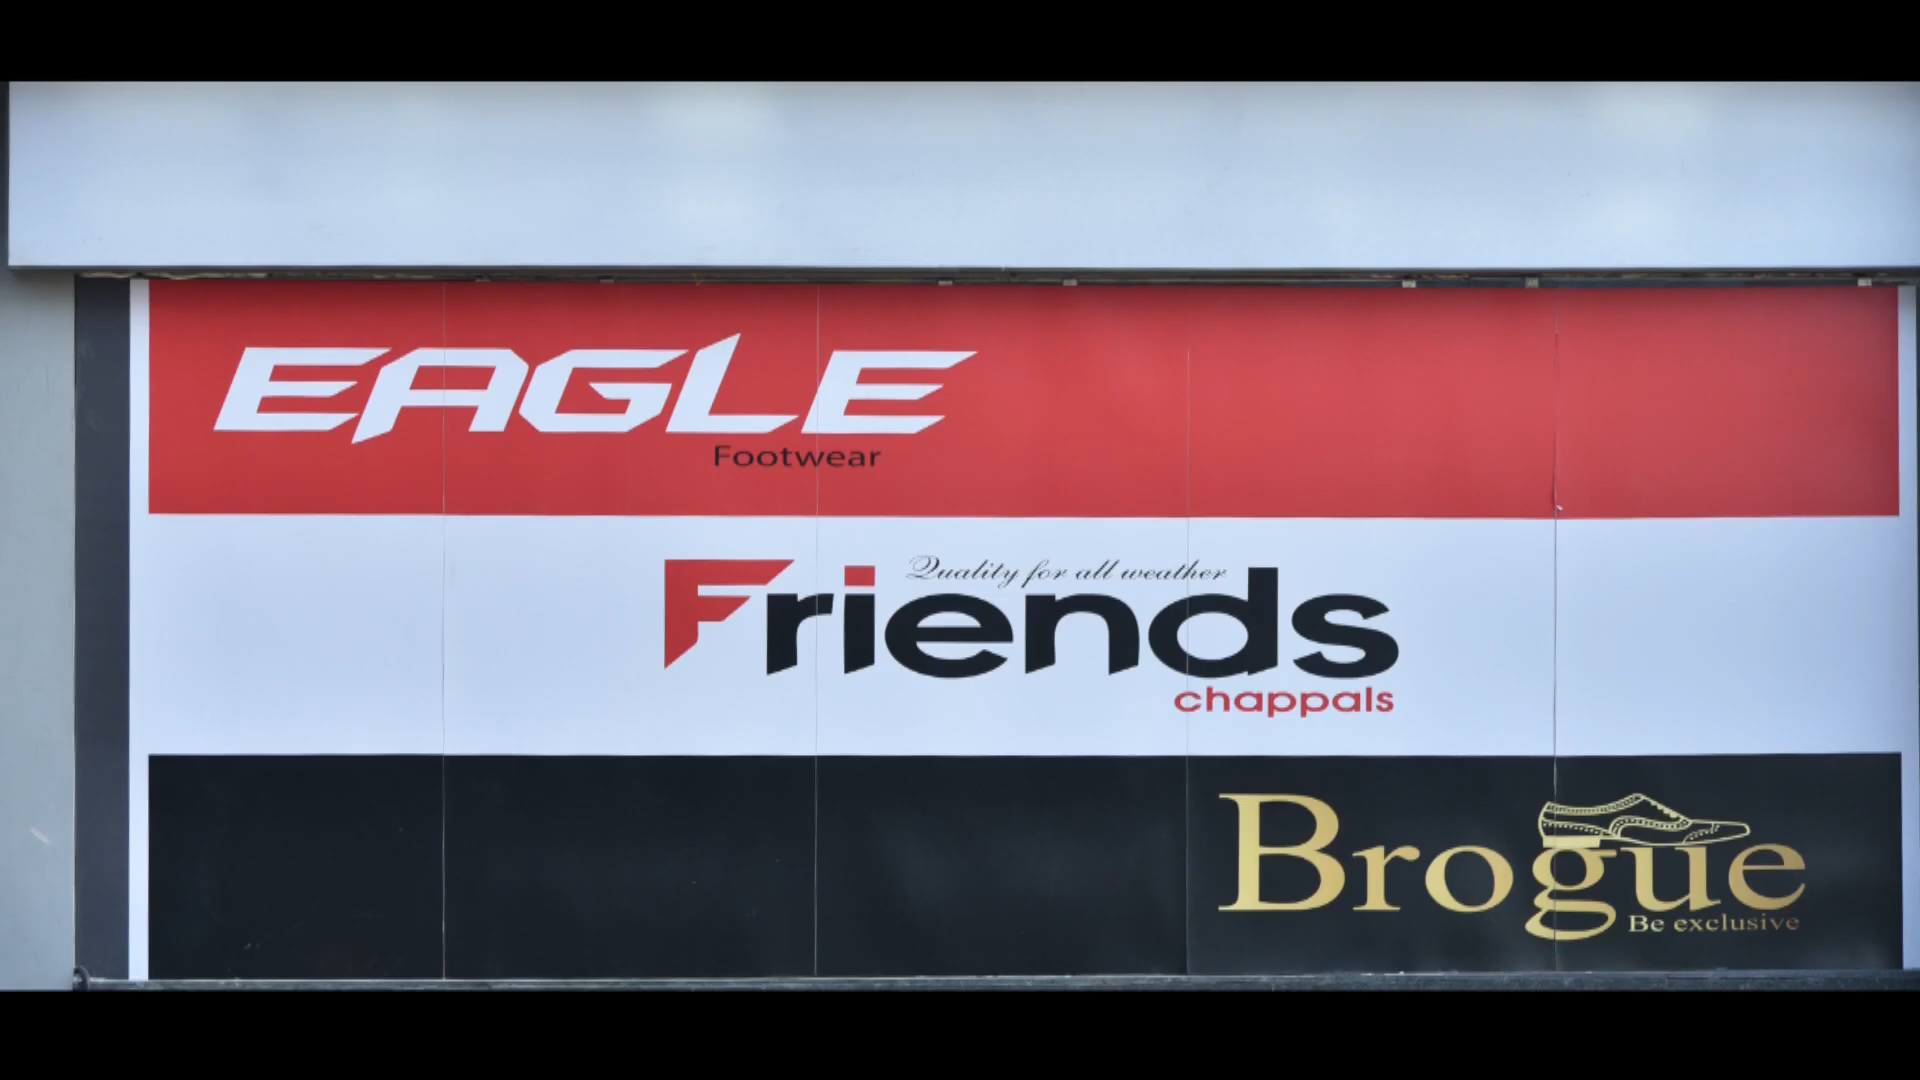 EAGLE
Footwear
Quality for all weather
Friends
chappals
Brogue
Be exclusive